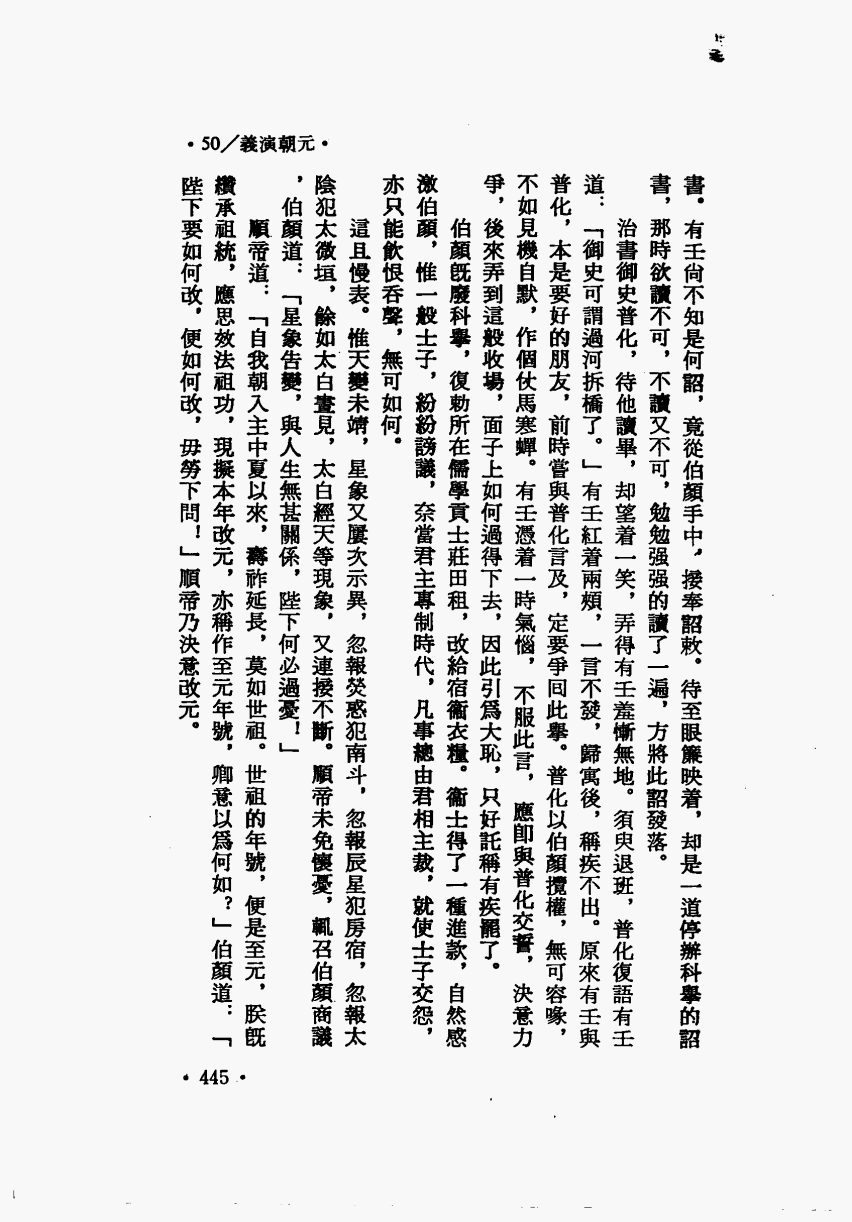 •50／義演朝元•
書。有壬尙不知是何詔，竟從伯顏手中，接奉詔敕。待至眼簾映着，却是一道停辦科擧的詔
書，那時欲讀不可，不讀又不可，勉勉强强的讀了一遍，方將此詔發落。
治書御史普化，待他讀畢，却望着一笑，弄得有壬羞慚無地。須臾退班，普化復語有壬
道：「御史可謂過河拆橋了。」有壬紅着兩頰，一言不發，歸寓後，稱疾不出。原來有壬與
普化，本是要好的朋友，前時嘗與普化言及，定要爭囘此擧。普化以伯顏攬權，無可容喙，
不如見機自默，作個仗馬寒蟬。有壬憑着一時氣惱，不服此言，應卽與普化交誓，決意力
爭，後來弄到這般收場，面子上如何過得下去，因此引爲大恥，只好託稱有疾罷了。
伯顏旣廢科擧，復勅所在儒學貢士莊田租，改給宿衞衣糧。衞士得了一種進款，自然感
激伯顏，惟一般士子，紛紛謗議，奈當君主專制時代，凡事總由君相主裁，就使士子交怨，
亦只能飮恨呑聲，無可如何。
這且慢表。惟天變未靖，星象又屢次示異，忽報熒惑犯南斗，忽報辰星犯房宿，忽報太
陰犯太微垣，餘如太白晝見，太白經天等現象，又連接不斷。順帝未免懷憂，輒召伯顏商議
，伯顏道：「星象告變，與人生無甚關係，陛下何必過憂！」
順帝道：「自我朝入主中夏以來，壽祚延長，莫如世祖。世祖的年號，便是至元，朕旣
纘承祖統，應思效法祖功，現擬本年改元，亦稱作至元年號，卿意以爲何如？」伯顏道：「
陛下要如何改，便如何改，毋勞下問！」順帝乃決意改元。
•445•